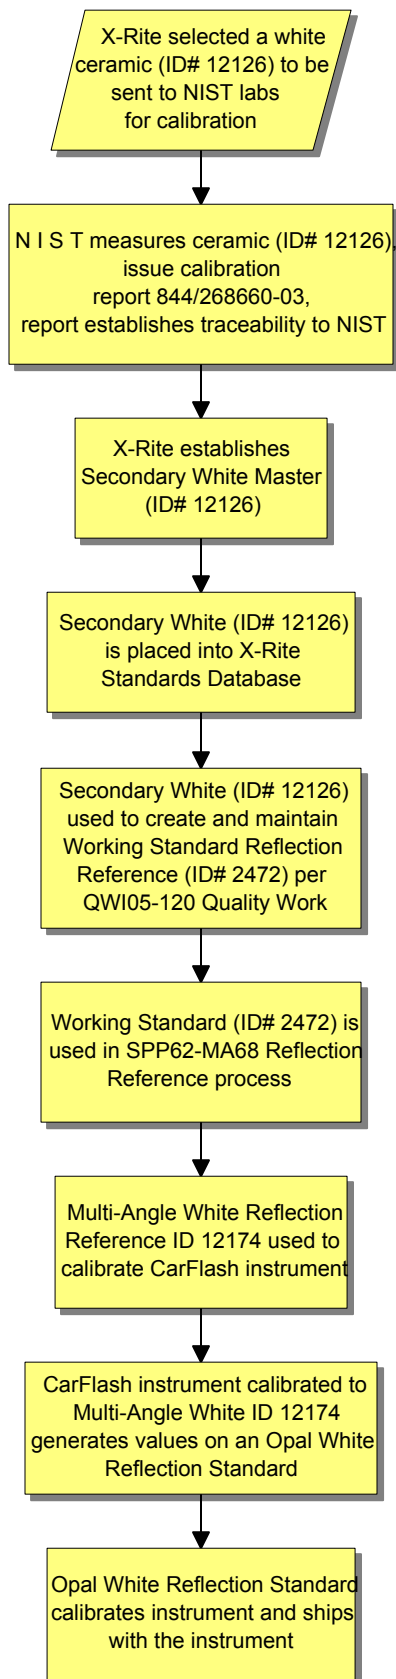 X-Rite selected a white
ceramic (ID# 12126) to be
sent to NIST labs
for calibration
N I S T measures ceramic (ID# 12126),
issue calibration
report 844/268660-03,
report establishes traceability to NIST
X-Rite establishes
Secondary White Master
(ID# 12126)
Secondary White (ID# 12126)
is placed into X-Rite
Standards Database
Secondary White (ID# 12126)
used to create and maintain
Working Standard Reflection
Reference (ID# 2472) per
QWI05-120 Quality Work
Working Standard (ID# 2472) is
used in SPP62-MA68 Reflection
Reference process
Multi-Angle White Reflection
Reference ID 12174 used to
calibrate CarFlash instrument
CarFlash instrument calibrated to
Multi-Angle White ID 12174
generates values on an Opal White
Reflection Standard
Opal White Reflection Standard
calibrates instrument and ships
with the instrument